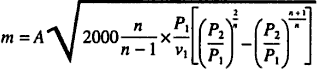 m = A √(2000 n/(n−1) × P₁/v₁ [(P₂/P₁)^(2/n) − (P₂/P₁)^((n+1)/n)])